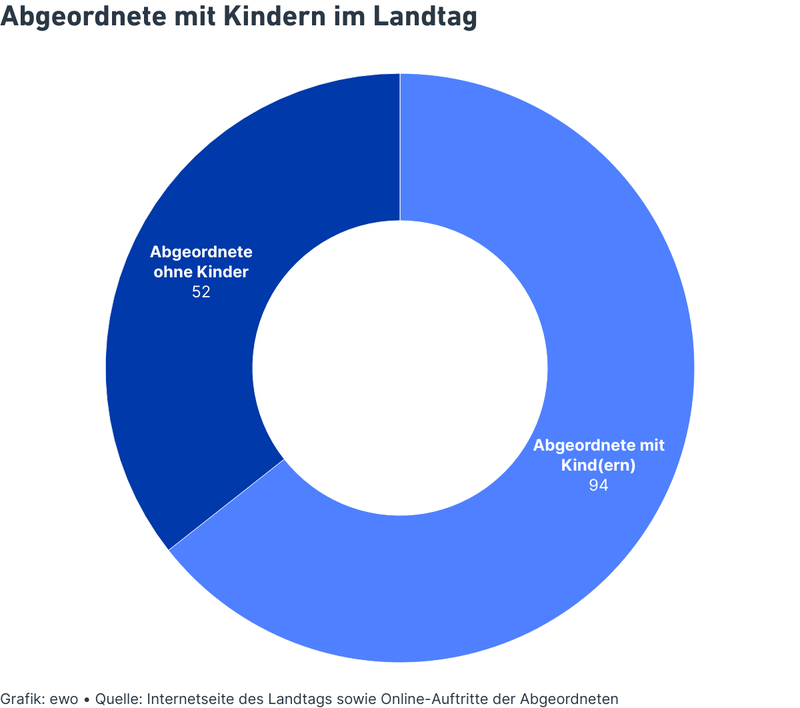 Abgeordnete mit Kindern im Landtag
Abgeordnete
ohne Kinder
52
Abgeordnete mit
Kind(ern)
94
Grafik: ewo • Quelle: Internetseite des Landtags sowie Online-Auftritte der Abgeordneten